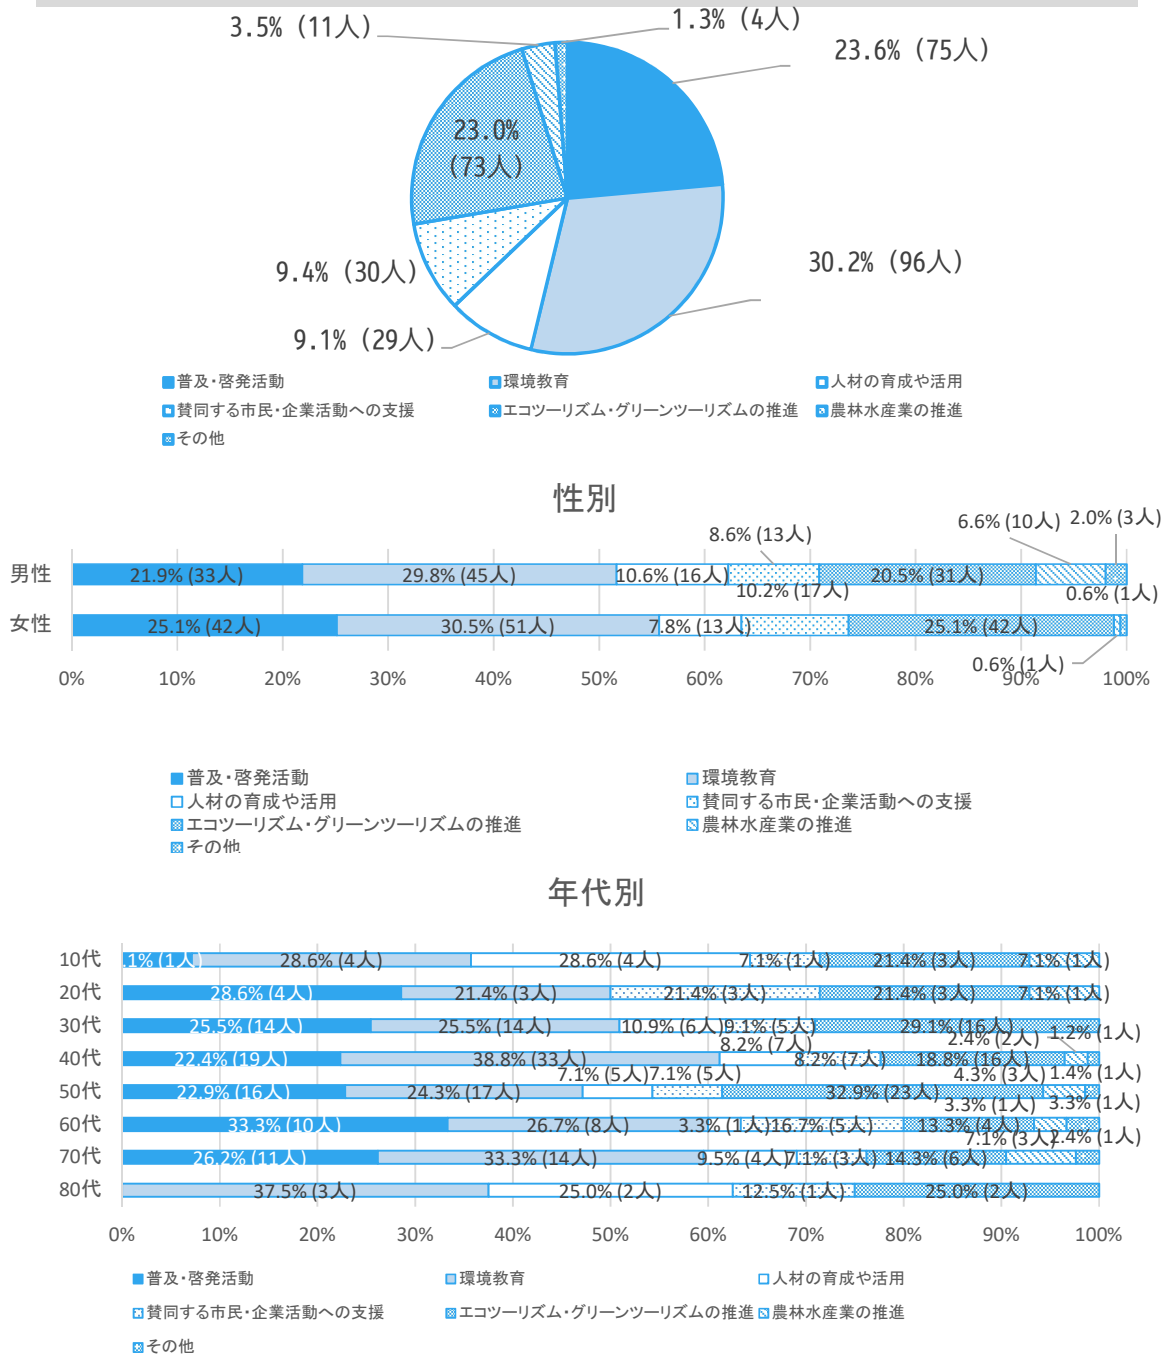 3.5% (11人)
1.3% (4人)
23.6% (75人)
23.0%
(73人)
30.2% (96人)
9.4% (30人)
9.1% (29人)
普及・啓発活動 環境教育 人材の育成や活用
賛同する市民・企業活動への支援 エコツーリズム・グリーンツーリズムの推進 農林水産業の推進
その他
性別
8.6% (13人) 6.6% (10人) 2.0% (3人)
男性 21.9% (33人) 29.8% (45人) 10.6% (16人) 20.5% (31人)
10.2% (17人) 0.6% (1人)
女性 25.1% (42人) 30.5% (51人) 7.8% (13人) 25.1% (42人)
0.6% (1人)
0% 10% 20% 30% 40% 50% 60% 70% 80% 90% 100%
普及・啓発活動 環境教育
人材の育成や活用 賛同する市民・企業活動への支援
エコツーリズム・グリーンツーリズムの推進 農林水産業の推進
その他
年代別
10代 .1% (1人) 28.6% (4人) 28.6% (4人) 7.1% (1人) 21.4% (3人) 7.1% (1人)
20代 28.6% (4人) 21.4% (3人) 21.4% (3人) 21.4% (3人) 7.1% (1人)
30代 25.5% (14人) 25.5% (14人) 10.9% (6人) 9.1% (5人) 29.1% (16人)
8.2% (7人) 2.4% (2人) 1.2% (1人)
40代 22.4% (19人) 38.8% (33人) 8.2% (7人) 18.8% (16人)
7.1% (5人) 7.1% (5人) 4.3% (3人) 1.4% (1人)
50代 22.9% (16人) 24.3% (17人) 32.9% (23人)
3.3% (1人) 3.3% (1人)
60代 33.3% (10人) 26.7% (8人) 3.3% (1人) 16.7% (5人) 13.3% (4人)
7.1% (3人) 2.4% (1人)
70代 26.2% (11人) 33.3% (14人) 9.5% (4人) 7.1% (3人) 14.3% (6人)
80代 37.5% (3人) 25.0% (2人) 12.5% (1人) 25.0% (2人)
0% 10% 20% 30% 40% 50% 60% 70% 80% 90% 100%
普及・啓発活動 環境教育 人材の育成や活用
賛同する市民・企業活動への支援 エコツーリズム・グリーンツーリズムの推進 農林水産業の推進
その他